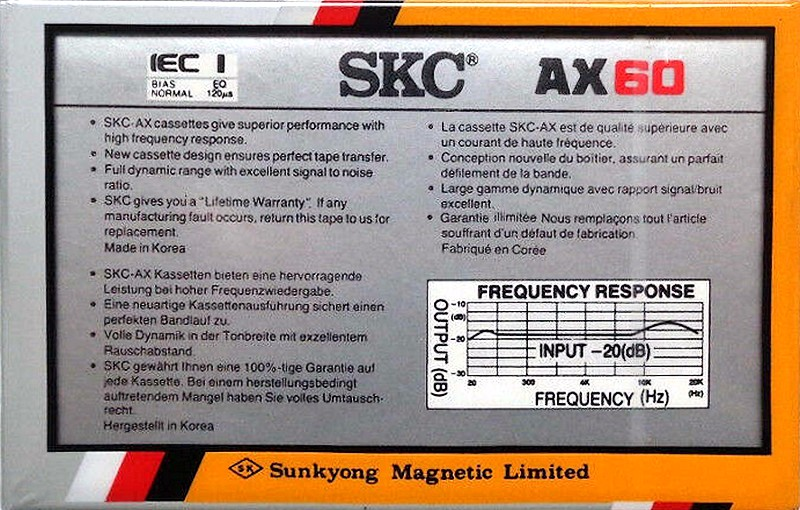 IEC I
BIAS EQ
NORMAL 120µs
SKC®
AX60
• SKC-AX cassettes give superior performance with
high frequency response.
• New cassette design ensures perfect tape transfer.
• Full dynamic range with excellent signal to noise
ratio.
• SKC gives you a "Lifetime Warranty". If any
manufacturing fault occurs, return this tape to us for
replacement.
Made in Korea
• La cassette SKC-AX est de qualité supérieure avec
un courant de haute fréquence.
• Conception nouvelle du boîtier, assurant un parfait
défilement de la bande.
• Large gamme dynamique avec rapport signal/bruit
excellent.
• Garantie illimitée Nous remplaçons tout l'article
souffrant d'un défaut de fabrication.
Fabriqué en Corée
• SKC-AX Kassetten bieten eine hervorragende
Leistung bei hoher Frequenzwiedergabe.
• Eine neuartige Kassettenausführung sichert einen
perfekten Bandlauf zu.
• Volle Dynamik in der Tonbreite mit exzellentem
Rauschabstand.
• SKC gewährt Ihnen eine 100%-tige Garantie auf
jede Kassette. Bei einem herstellungsbedingt
auftretendem Mangel haben Sie volles Umtausch-
recht.
Hergestellt in Korea
FREQUENCY RESPONSE
OUTPUT (dB)
-10
(dB)
-20
-30
INPUT -20(dB)
20 300 4K 10K 20K
(Hz)
FREQUENCY (Hz)
SK Sunkyong Magnetic Limited